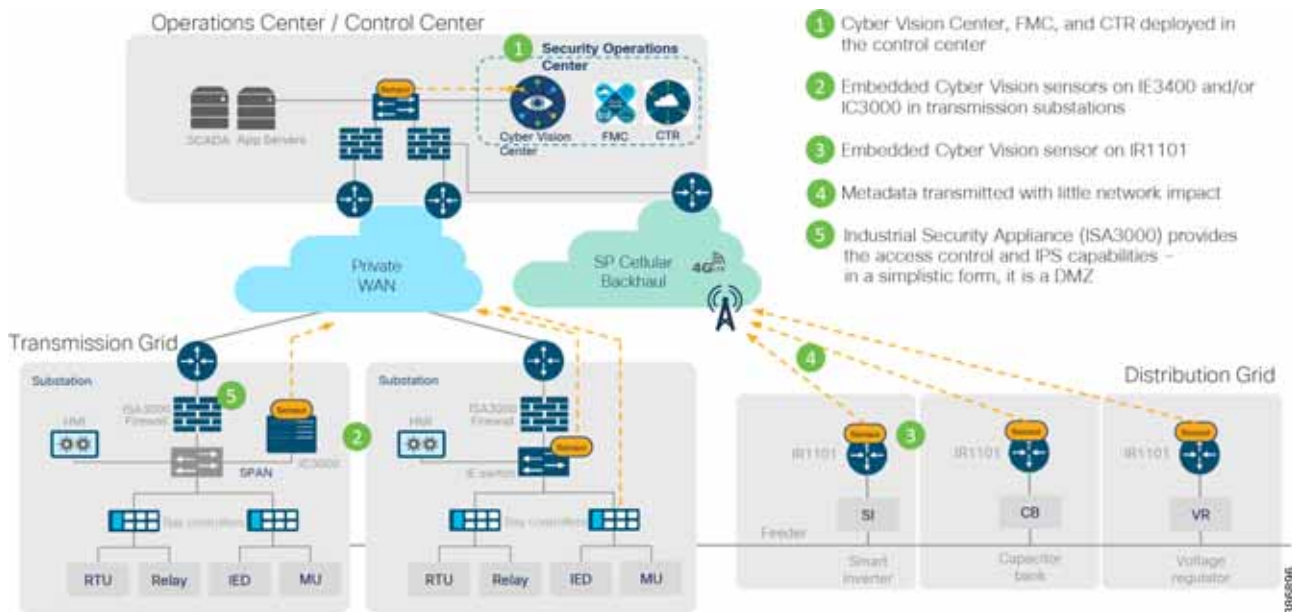 Operations Center / Control Center
1
Security Operations
Center
Sensor
SCADA
App Servers
Cyber Vision
Center
FMC
CTR
1
Cyber Vision Center, FMC, and CTR deployed in
the control center
2
Embedded Cyber Vision sensors on IE3400 and/or
IC3000 in transmission substations
3
Embedded Cyber Vision sensor on IR1101
4
Metadata transmitted with little network impact
5
Industrial Security Appliance (ISA3000) provides
the access control and IPS capabilities –
in a simplistic form, it is a DMZ
Private
WAN
SP Cellular
Backhaul
4G
Transmission Grid
Substation
ISA3000
Firewall
5
HMI
Sensor
IC3000
SPAN
2
Bay controllers
RTU
Relay
IED
MU
Substation
ISA3000
Firewall
HMI
Sensor
IE switch
Bay controllers
RTU
Relay
IED
MU
4
Distribution Grid
Sensor
3
IR1101
SI
Feeder
Smart
inverter
Sensor
IR1101
CB
Capacitor
bank
Sensor
IR1101
VR
Voltage
regulator
386896